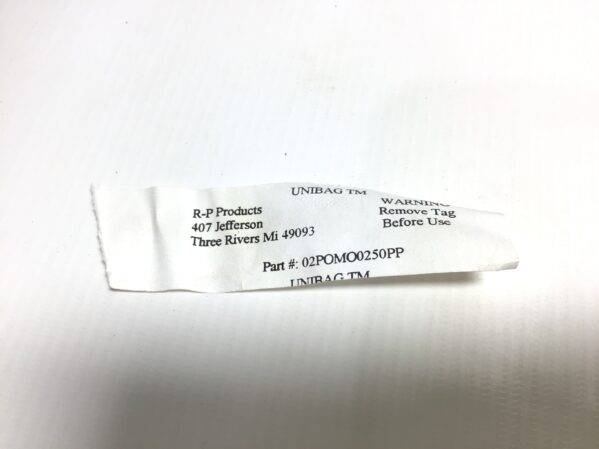 UNIBAG TM
R-P Products
407 Jefferson
Three Rivers Mi 49093
WARNING
Remove Tag
Before Use
Part #: 02POMO0250PP
UNIBAG TM